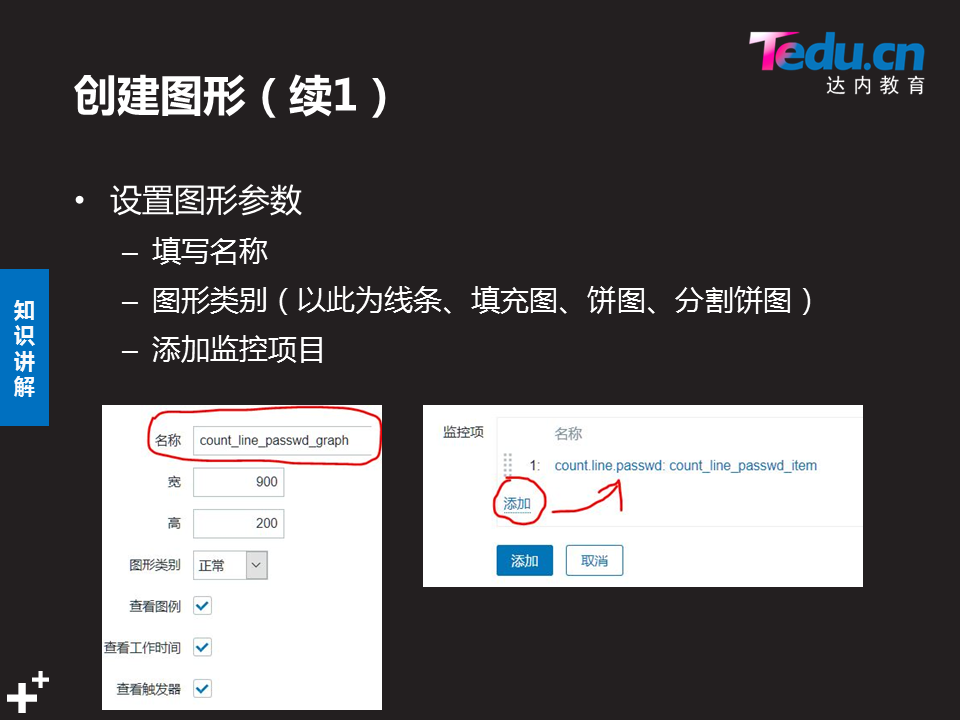 Tedu.cn
达内教育
创建图形（续1）
• 设置图形参数
– 填写名称
– 图形类别（以此为线条、填充图、饼图、分割饼图）
– 添加监控项目
知识讲解
名称 count_line_passwd_graph
宽 900
高 200
图形类别 正常
查看图例
查看工作时间
查看触发器
监控项 名称
1: count.line.passwd: count_line_passwd_item
添加
添加 取消